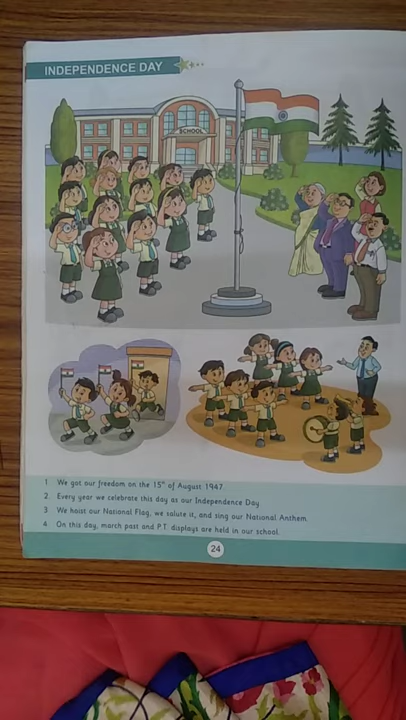 INDEPENDENCE DAY
SCHOOL
1 We got our freedom on the 15th of August 1947.
2. Every year we celebrate this day as our Independence Day
3 We hoist our National Flag, we salute it, and sing our National Anthem.
4 On this day, march past and P.T. displays are held in our school.
24